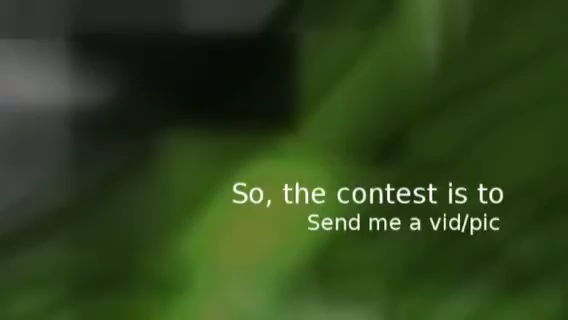 So, the contest is to
Send me a vid/pic